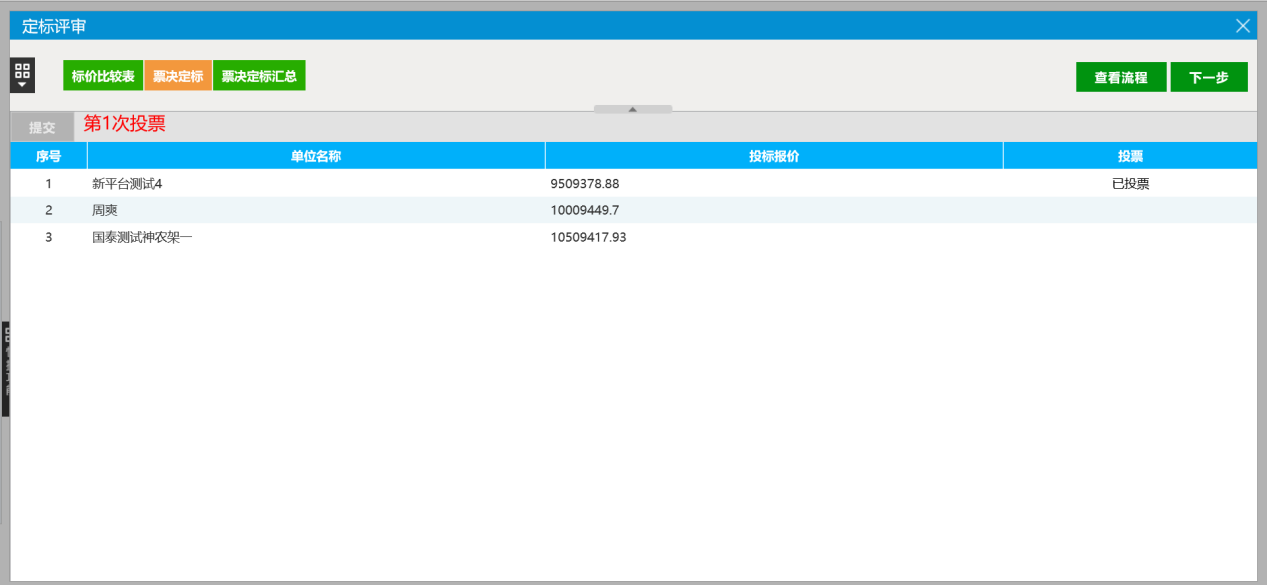 定标评审
标价比较表 票决定标 票决定标汇总 查看流程 下一步
提交 第1次投票
序号 单位名称 投标报价 投票
1 新平台测试4 9509378.88 已投票
2 周爽 10009449.7
3 国泰测试神农架一 10509417.93